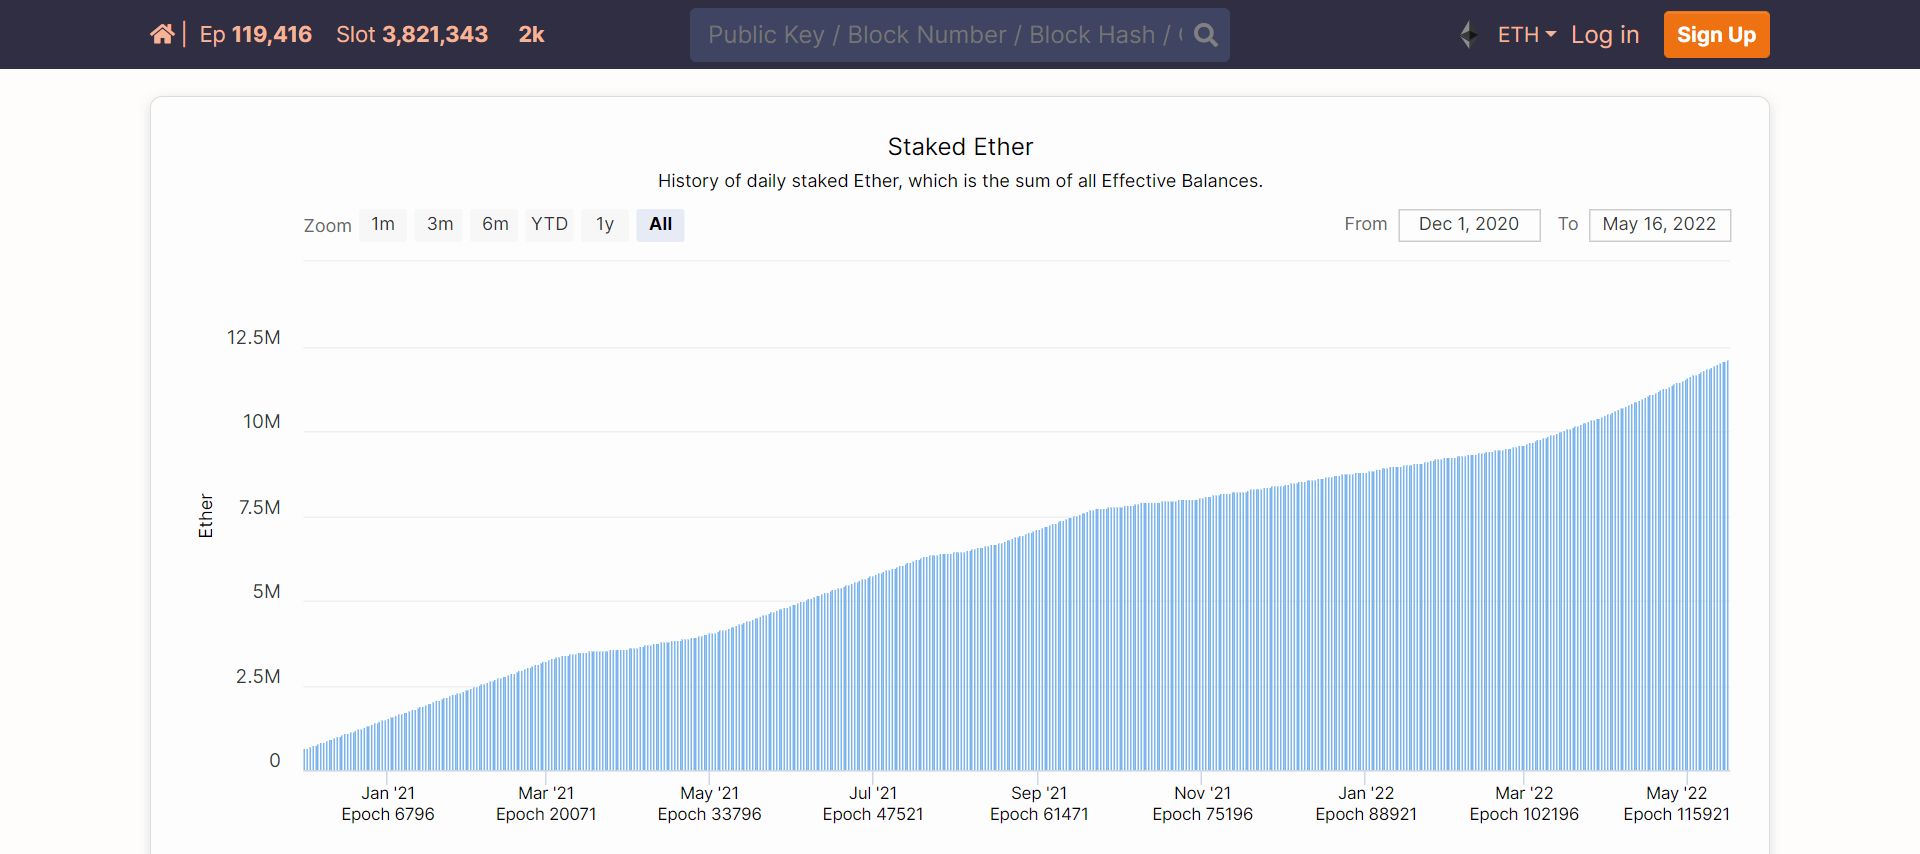 Ep 119,416 Slot 3,821,343 2k Public Key / Block Number / Block Hash / ETH Log in Sign Up
Staked Ether
History of daily staked Ether, which is the sum of all Effective Balances.
Zoom 1m 3m 6m YTD 1y All From Dec 1, 2020 To May 16, 2022
12.5M
10M
7.5M
5M
2.5M
0
Ether
Jan '21 Mar '21 May '21 Jul '21 Sep '21 Nov '21 Jan '22 Mar '22 May '22
Epoch 6796 Epoch 20071 Epoch 33796 Epoch 47521 Epoch 61471 Epoch 75196 Epoch 88921 Epoch 102196 Epoch 115921